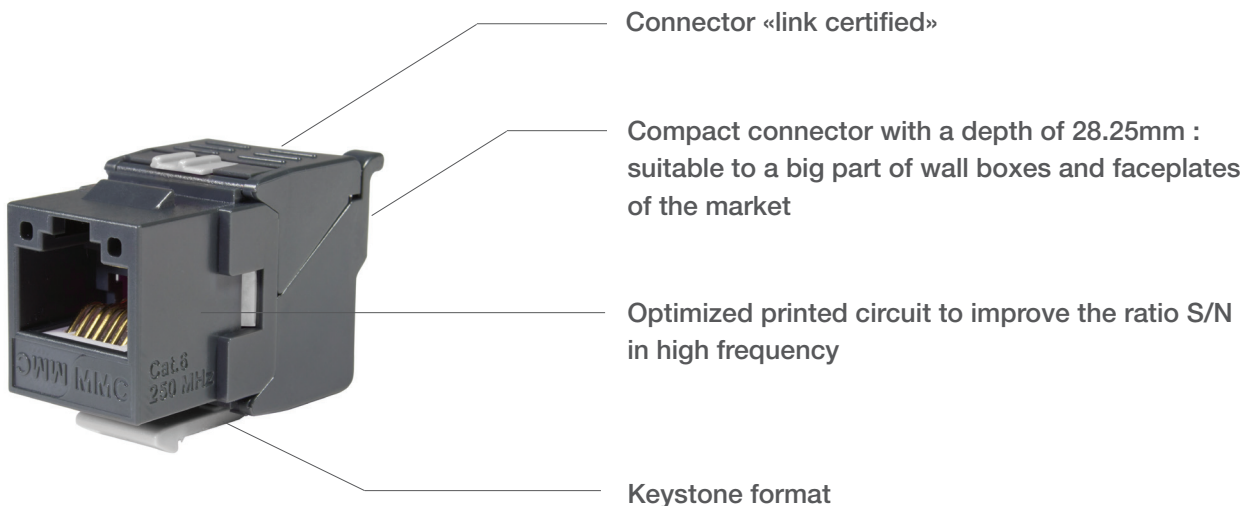 Connector «link certified»
Compact connector with a depth of 28.25mm :
suitable to a big part of wall boxes and faceplates
of the market
Optimized printed circuit to improve the ratio S/N
in high frequency
MMC MMC
Cat.6
250 MHz
Keystone format